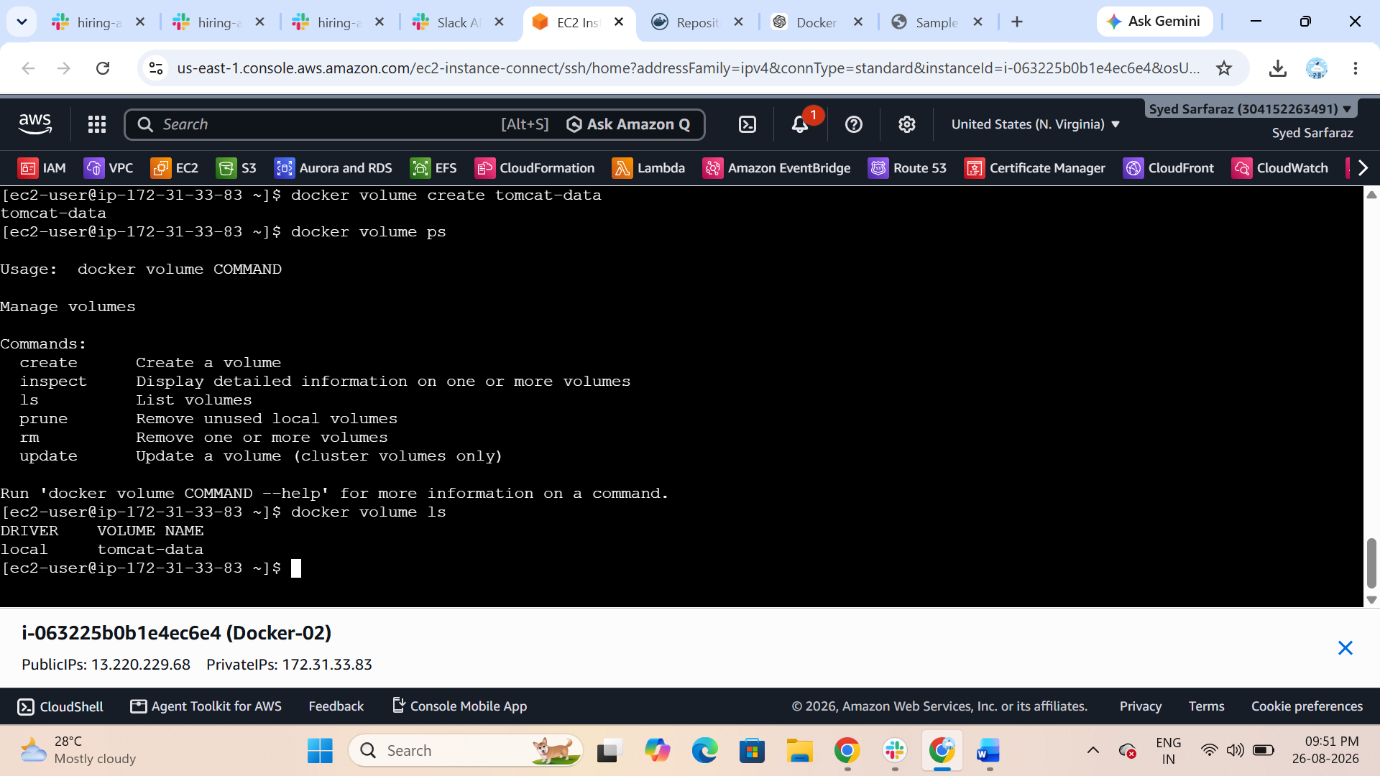 hiring-a
hiring-a
hiring-a
Slack A
EC2 Ins
Reposit
Docker
Sample
Ask Gemini
us-east-1.console.aws.amazon.com/ec2-instance-connect/ssh/home?addressFamily=ipv4&connType=standard&instanceId=i-063225b0b1e4ec6e4&osU...
aws
Search
[Alt+S]
Ask Amazon Q
1
United States (N. Virginia)
Syed Sarfaraz (304152263491)
Syed Sarfaraz
IAM
VPC
EC2
S3
Aurora and RDS
EFS
CloudFormation
Lambda
Amazon EventBridge
Route 53
Certificate Manager
CloudFront
CloudWatch
[ec2-user@ip-172-31-33-83 ~]$ docker volume create tomcat-data
tomcat-data
[ec2-user@ip-172-31-33-83 ~]$ docker volume ps
Usage:  docker volume COMMAND
Manage volumes
Commands:
  create      Create a volume
  inspect     Display detailed information on one or more volumes
  ls          List volumes
  prune       Remove unused local volumes
  rm          Remove one or more volumes
  update      Update a volume (cluster volumes only)
Run 'docker volume COMMAND --help' for more information on a command.
[ec2-user@ip-172-31-33-83 ~]$ docker volume ls
DRIVER    VOLUME NAME
local     tomcat-data
[ec2-user@ip-172-31-33-83 ~]$
i-063225b0b1e4ec6e4 (Docker-02)
PublicIPs: 13.220.229.68    PrivateIPs: 172.31.33.83
CloudShell
Agent Toolkit for AWS
Feedback
Console Mobile App
© 2026, Amazon Web Services, Inc. or its affiliates.
Privacy
Terms
Cookie preferences
28°C
Mostly cloudy
Search
ENG
IN
09:51 PM
26-08-2026